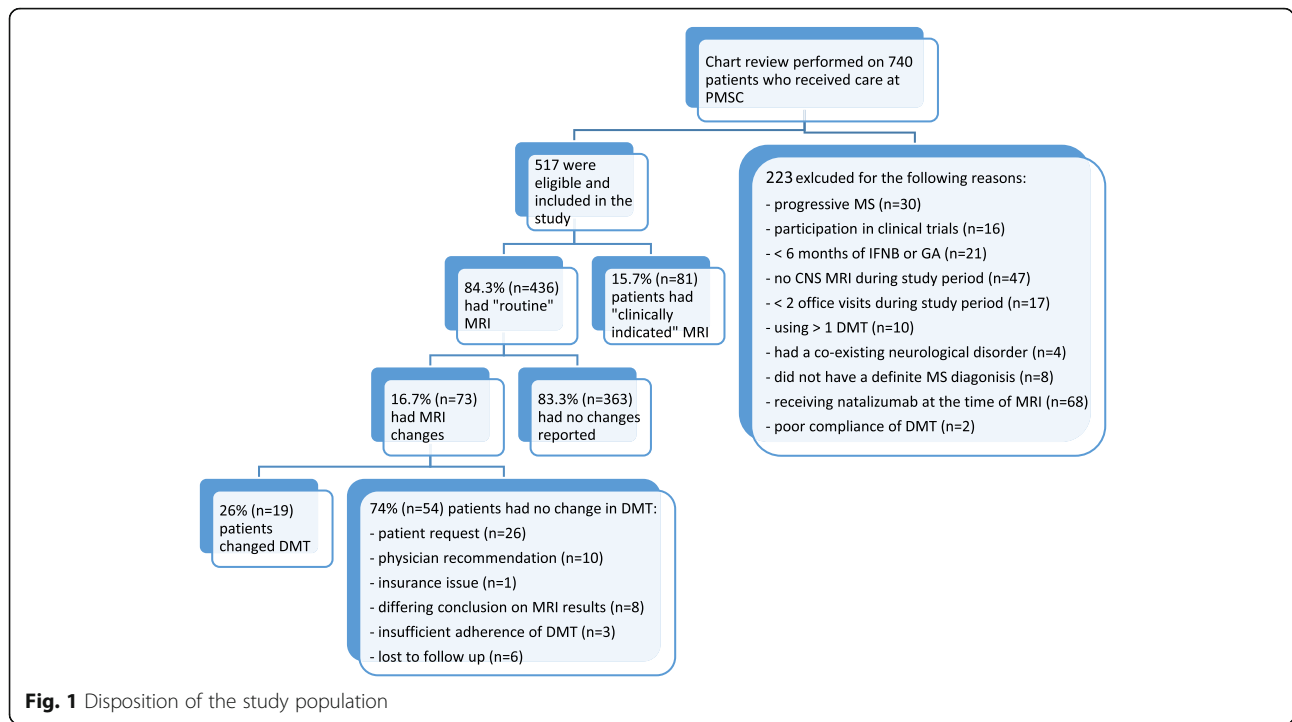 Chart review performed on 740
patients who received care at
PMSC
517 were
eligible and
included in the
study
223 exlcuded for the following reasons:
- progressive MS (n=30)
- participation in clinical trials (n=16)
- < 6 months of IFNB or GA (n=21)
- no CNS MRI during study period (n=47)
- < 2 office visits during study period (n=17)
- using > 1 DMT (n=10)
- had a co-existing neurological disorder (n=4)
- did not have a definite MS diagonisis (n=8)
- receiving natalizumab at the time of MRI (n=68)
- poor compliance of DMT (n=2)
84.3% (n=436)
had "routine"
MRI
15.7% (n=81)
patients had
"clinically
indicated" MRI
16.7% (n=73)
had MRI
changes
83.3% (n=363)
had no changes
reported
26% (n=19)
patients
changed DMT
74% (n=54) patients had no change in DMT:
- patient request (n=26)
- physician recommendation (n=10)
- insurance issue (n=1)
- differing conclusion on MRI results (n=8)
- insufficient adherence of DMT (n=3)
- lost to follow up (n=6)
Fig. 1 Disposition of the study population